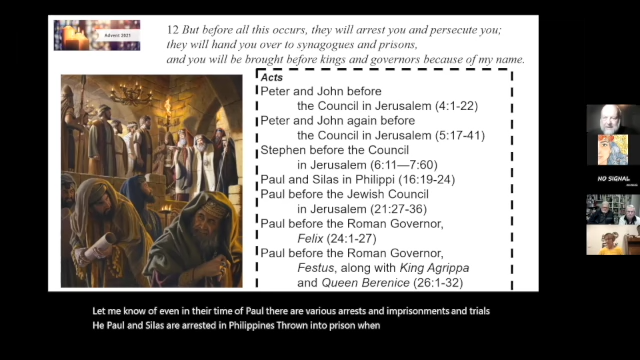 Advent 2021
12 But before all this occurs, they will arrest you and persecute you;
they will hand you over to synagogues and prisons,
and you will be brought before kings and governors because of my name.
Acts
Peter and John before
the Council in Jerusalem (4:1-22)
Peter and John again before
the Council in Jerusalem (5:17-41)
Stephen before the Council
in Jerusalem (6:11—7:60)
Paul and Silas in Philippi (16:19-24)
Paul before the Jewish Council
in Jerusalem (21:27-36)
Paul before the Roman Governor,
Felix (24:1-27)
Paul before the Roman Governor,
Festus, along with King Agrippa
and Queen Berenice (26:1-32)
NO SIGNAL
Let me know of even in their time of Paul there are various arrests and imprisonments and trials
He Paul and Silas are arrested in Philippines Thrown into prison when